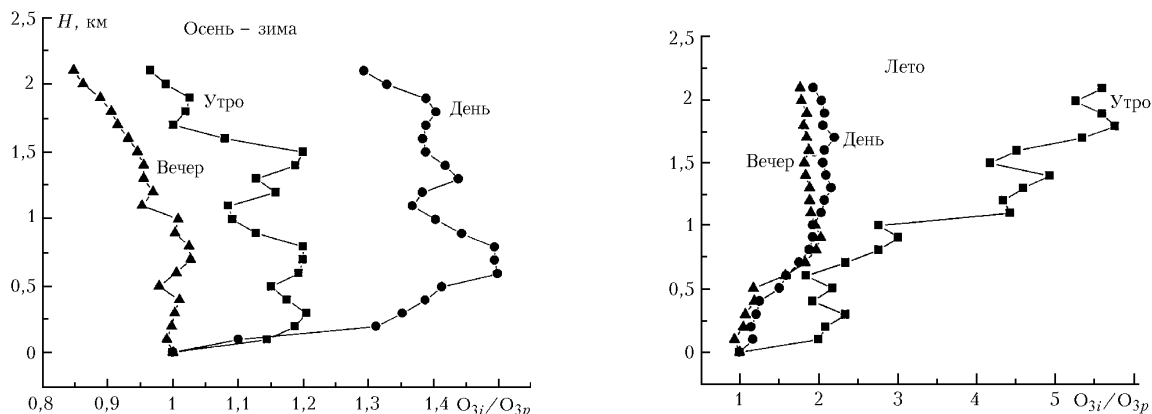 2,5
H, км
Осень – зима
2
Утро
День
1,5
Вечер
1
0,5
0
0,8
0,9
1
1,1
1,2
1,3
1,4
O3i/O3p
2,5
Лето
2
Утро
День
Вечер
1,5
1
0,5
0
1
2
3
4
5
O3i/O3p